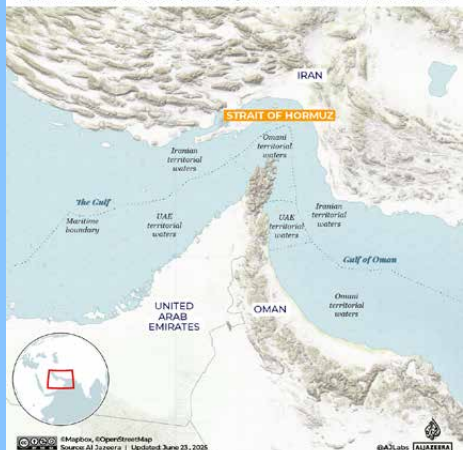 IRAN
STRAIT OF HORMUZ
Omani
territorial
waters
Iranian
territorial
waters
The Gulf
Maritime
boundary
UAE
territorial
waters
UAE
territorial
waters
Iranian
territorial
waters
Gulf of Oman
UNITED
ARAB
EMIRATES
OMAN
Omani
territorial
waters
©Mapbox, ©OpenStreetMap
Source: Al Jazeera | Updated: June 23, 2025
@AJLabs
ALJAZEERA